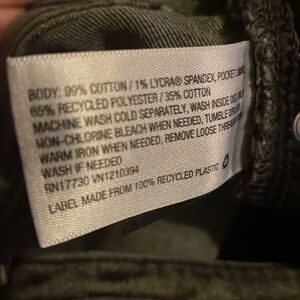 BODY: 99% COTTON / 1% LYCRA® SPANDEX, POCKET LINING:
65% RECYCLED POLYESTER / 35% COTTON
MACHINE WASH COLD SEPARATELY, WASH INSIDE OUT,
NON-CHLORINE BLEACH WHEN NEEDED, TUMBLE DRY
WARM IRON WHEN NEEDED, REMOVE LOOSE THREADS
WASH IF NEEDED
RN17730 VN1210394
LABEL MADE FROM 100% RECYCLED PLASTIC